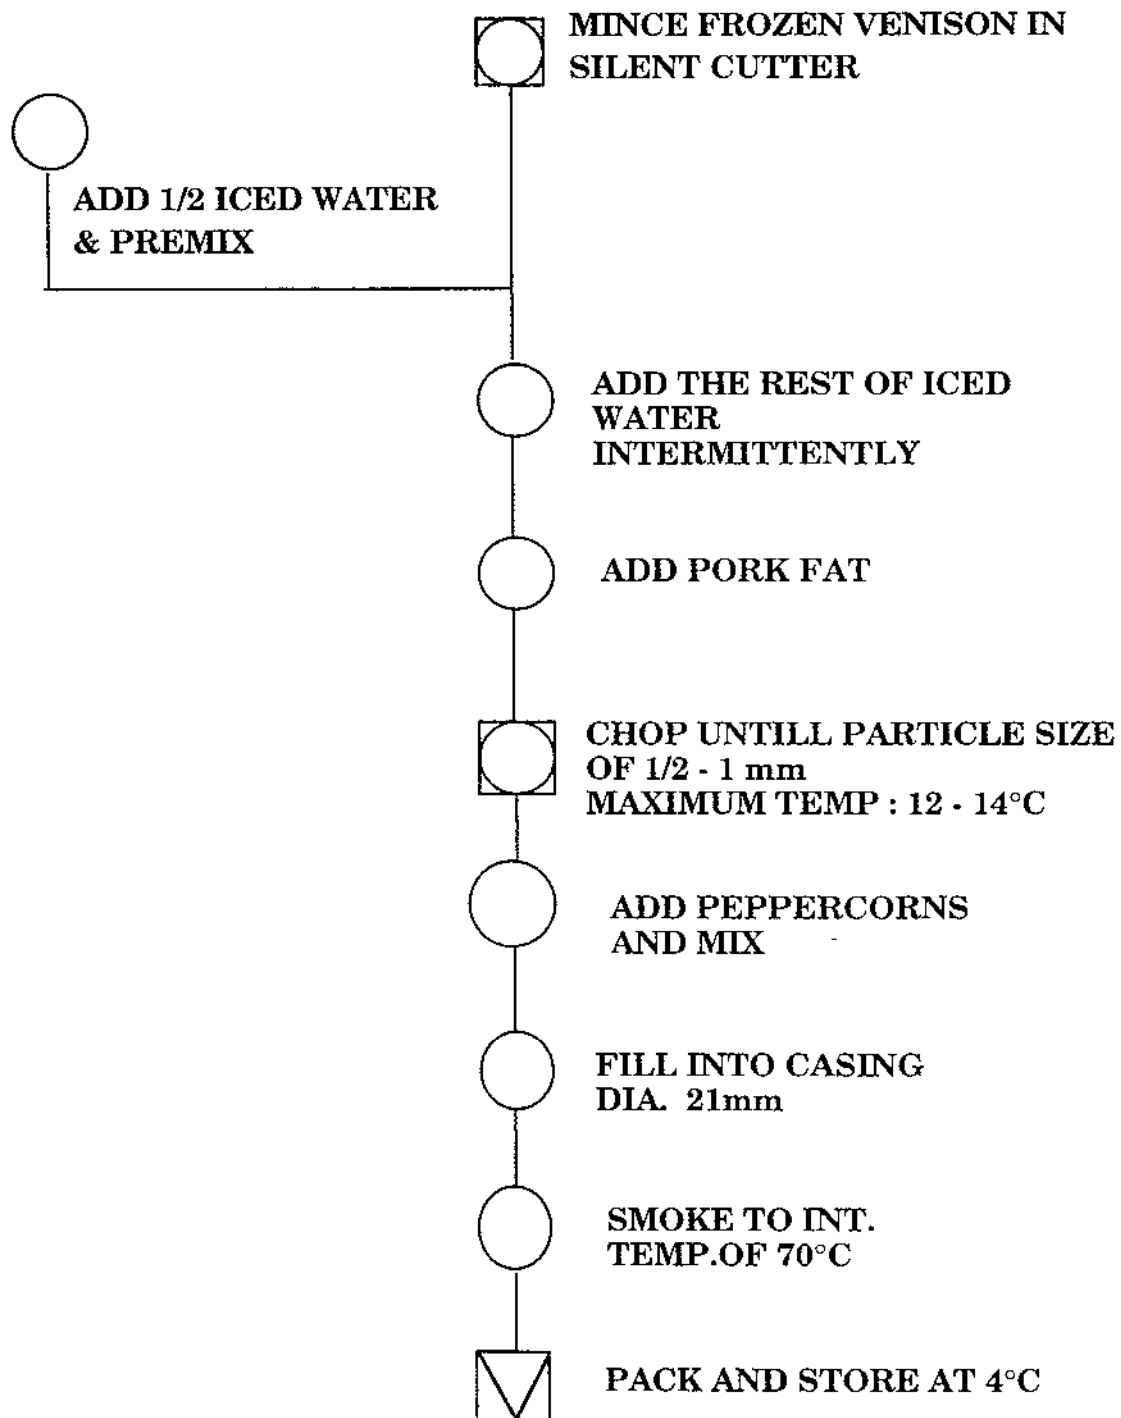 MINCE FROZEN VENISON IN
SILENT CUTTER
ADD 1/2 ICED WATER
& PREMIX
ADD THE REST OF ICED
WATER
INTERMITTENTLY
ADD PORK FAT
CHOP UNTILL PARTICLE SIZE
OF 1/2 - 1 mm
MAXIMUM TEMP : 12 - 14°C
ADD PEPPERCORNS
AND MIX
FILL INTO CASING
DIA. 21mm
SMOKE TO INT.
TEMP.OF 70°C
PACK AND STORE AT 4°C